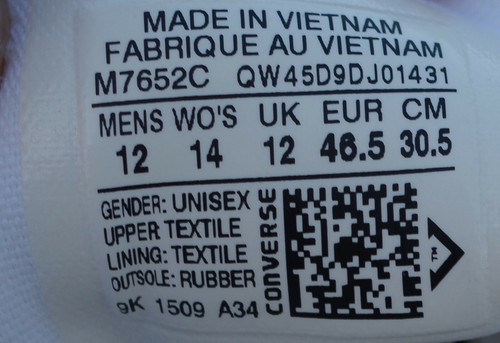 MADE IN VIETNAM
FABRIQUE AU VIETNAM
M7652C QW45D9DJ01431
MENS WO'S UK EUR CM
12 14 12 46.5 30.5
GENDER: UNISEX
UPPER TEXTILE
LINING: TEXTILE
OUTSOLE: RUBBER
9K 1509 A34
CONVERSE
F